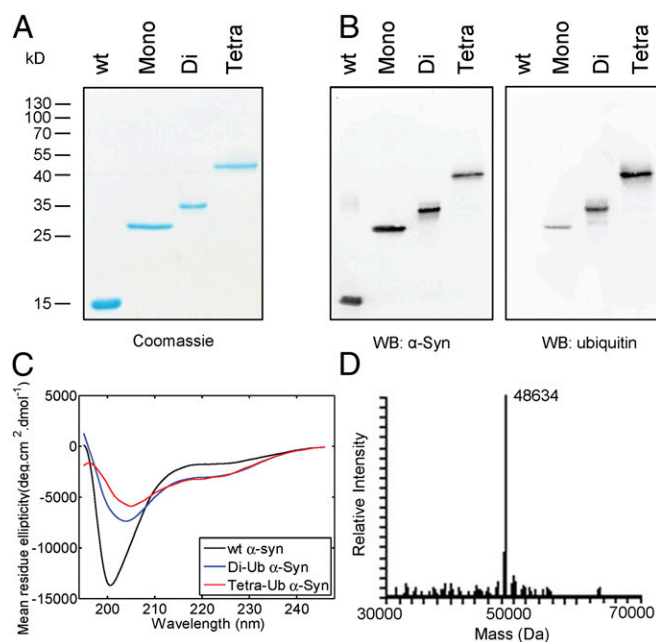 A
B
kD
wt
Mono
Di
Tetra
wt
Mono
Di
Tetra
wt
Mono
Di
Tetra
130
100
70
55
40
35
25
15
Coomassie
WB: α-Syn
WB: ubiquitin
C
D
Mean residue ellipticity(deg.cm².dmol⁻¹)
5000
0
-5000
-10000
-15000
200
210
220
230
240
Wavelength (nm)
wt α-syn
Di-Ub α-Syn
Tetra-Ub α-Syn
Relative Intensity
48634
30000
50000
70000
Mass (Da)